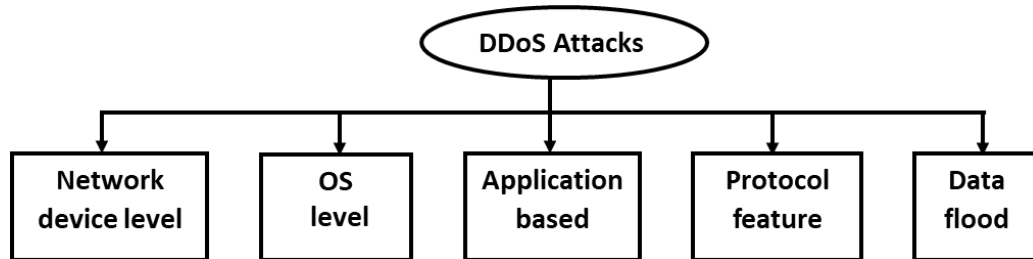 DDoS Attacks
Network
device level
OS
level
Application
based
Protocol
feature
Data
flood